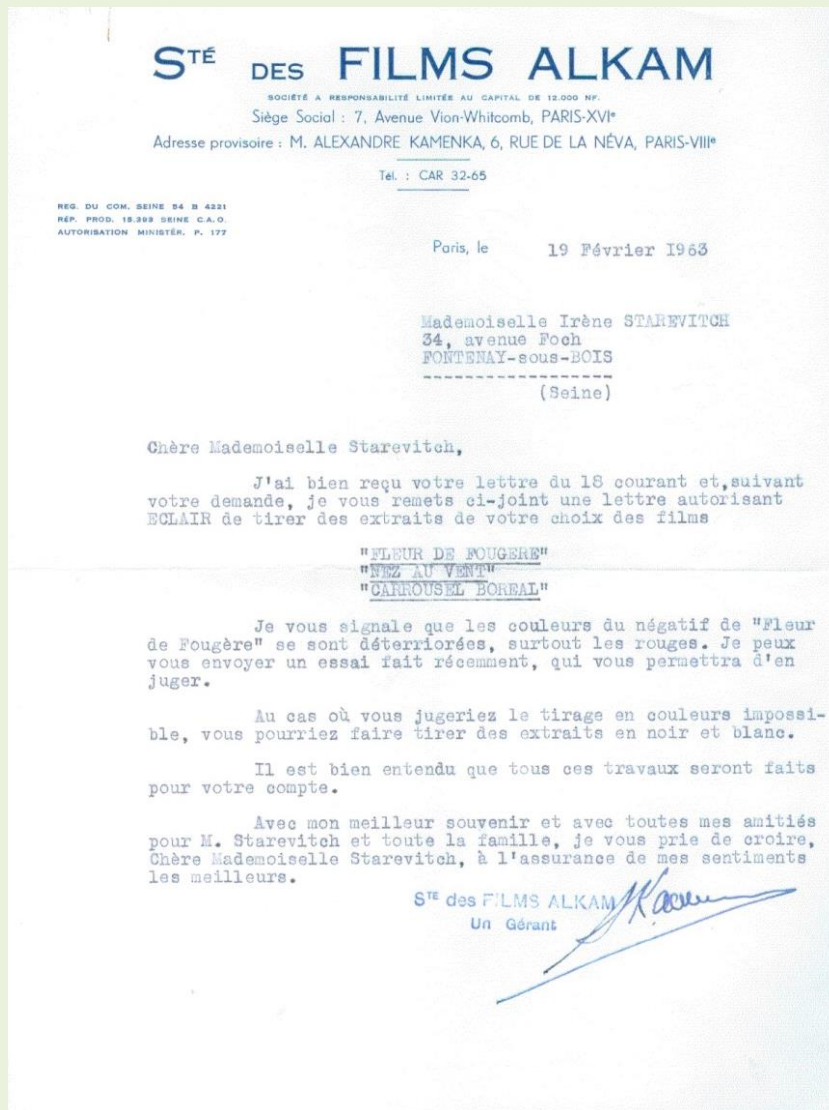 STÉ DES FILMS ALKAM
SOCIÉTÉ A RESPONSABILITÉ LIMITÉE AU CAPITAL DE 12.000 NF.
Siège Social : 7, Avenue Vion-Whitcomb, PARIS-XVIe
Adresse provisoire : M. ALEXANDRE KAMENKA, 6, RUE DE LA NÉVA, PARIS-VIIIe
Tél. : CAR 32-65
REG. DU COM. SEINE 54 B 4221
RÉP. PROD. 15.393 SEINE C.A.O.
AUTORISATION MINISTÉR. P. 177
Paris, le 19 Février I963
Mademoiselle Irène STAREVITCH
34, avenue Foch
FONTENAY-sous-BOIS
------------------
(Seine)
Chère Mademoiselle Starevitch,
J'ai bien reçu votre lettre du 18 courant et,suivant
votre demande, je vous remets ci-joint une lettre autorisant
ECLAIR de tirer des extraits de votre choix des films
"FLEUR DE FOUGERE"
"NEZ AU VENT"
"CARROUSEL BOREAL"
Je vous signale que les couleurs du négatif de "Fleur
de Fougère" se sont déterriorées, surtout les rouges. Je peux
vous envoyer un essai fait récemment, qui vous permettra d'en
juger.
Au cas où vous jugeriez le tirage en couleurs impossi-
ble, vous pourriez faire tirer des extraits en noir et blanc.
Il est bien entendu que tous ces travaux seront faits
pour votre compte.
Avec mon meilleur souvenir et avec toutes mes amitiés
pour M. Starevitch et toute la famille, je vous prie de croire,
Chère Mademoiselle Starevitch, à l'assurance de mes sentiments
les meilleurs.
STE des FILMS ALKAM
Un Gérant